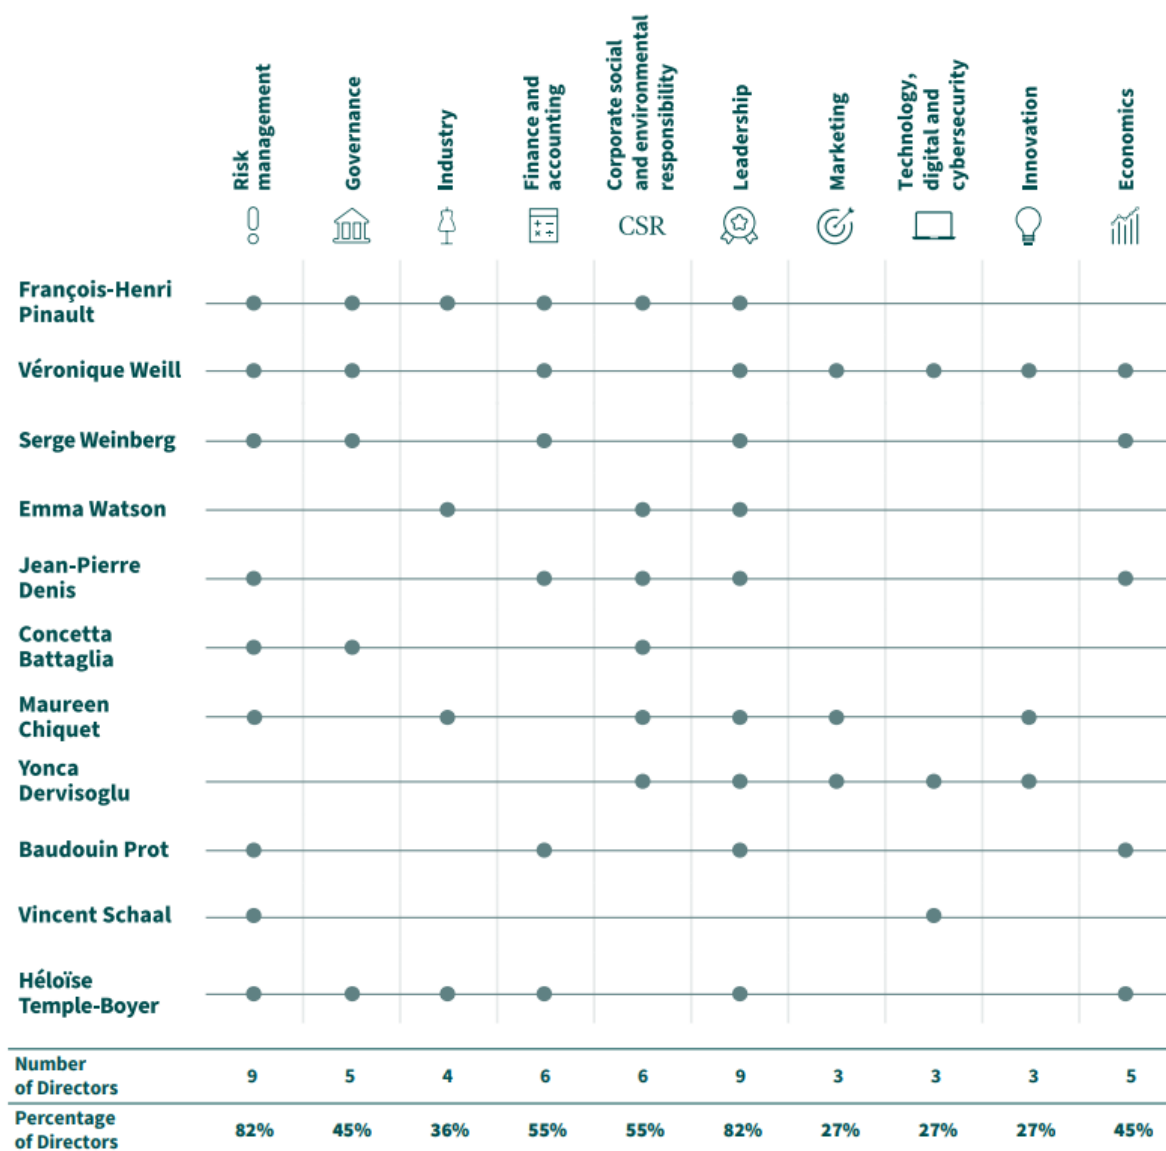 Risk
management
Governance
Industry
Finance and
accounting
Corporate social
and environmental
responsibility
Leadership
Marketing
Technology,
digital and
cybersecurity
Innovation
Economics
CSR
François-Henri
Pinault
Véronique Weill
Serge Weinberg
Emma Watson
Jean-Pierre
Denis
Concetta
Battaglia
Maureen
Chiquet
Yonca
Dervisoglu
Baudouin Prot
Vincent Schaal
Héloïse
Temple-Boyer
Number
of Directors
9 5 4 6 6 9 3 3 3 5
Percentage
of Directors
82% 45% 36% 55% 55% 82% 27% 27% 27% 45%